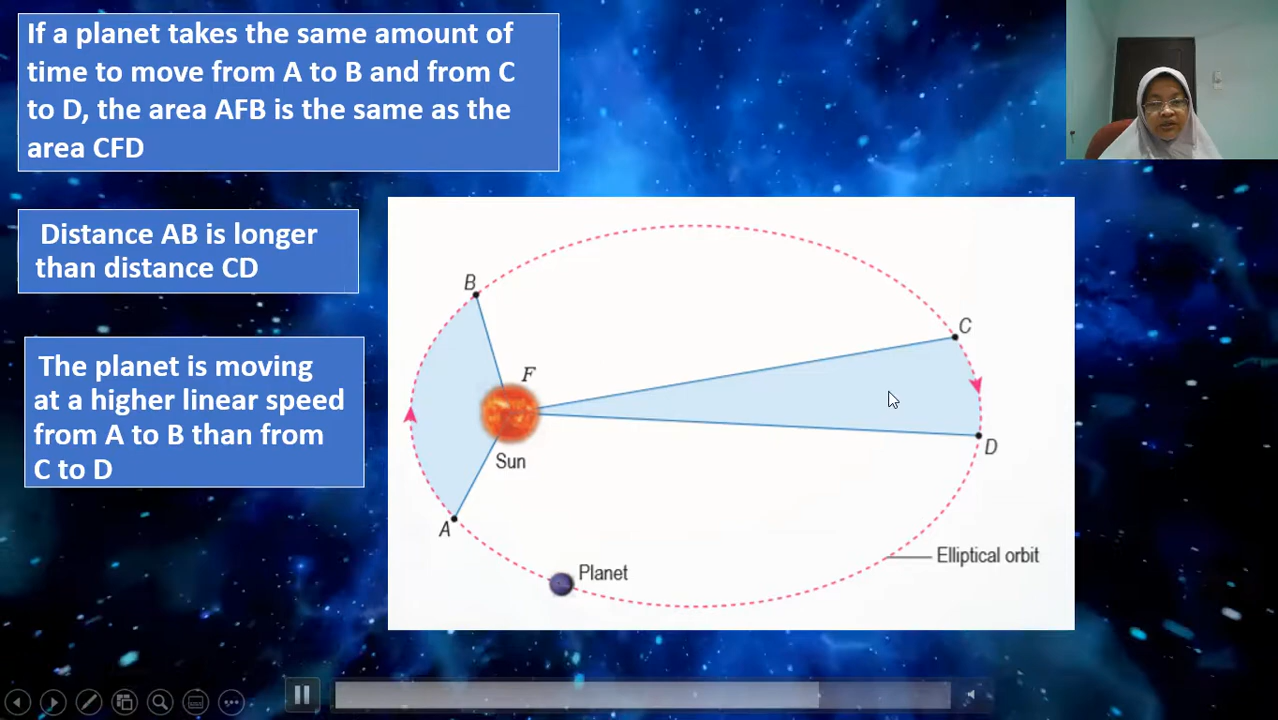 If a planet takes the same amount of
time to move from A to B and from C
to D, the area AFB is the same as the
area CFD
Distance AB is longer
than distance CD
The planet is moving
at a higher linear speed
from A to B than from
C to D
B
C
F
Sun
D
A
Planet
Elliptical orbit